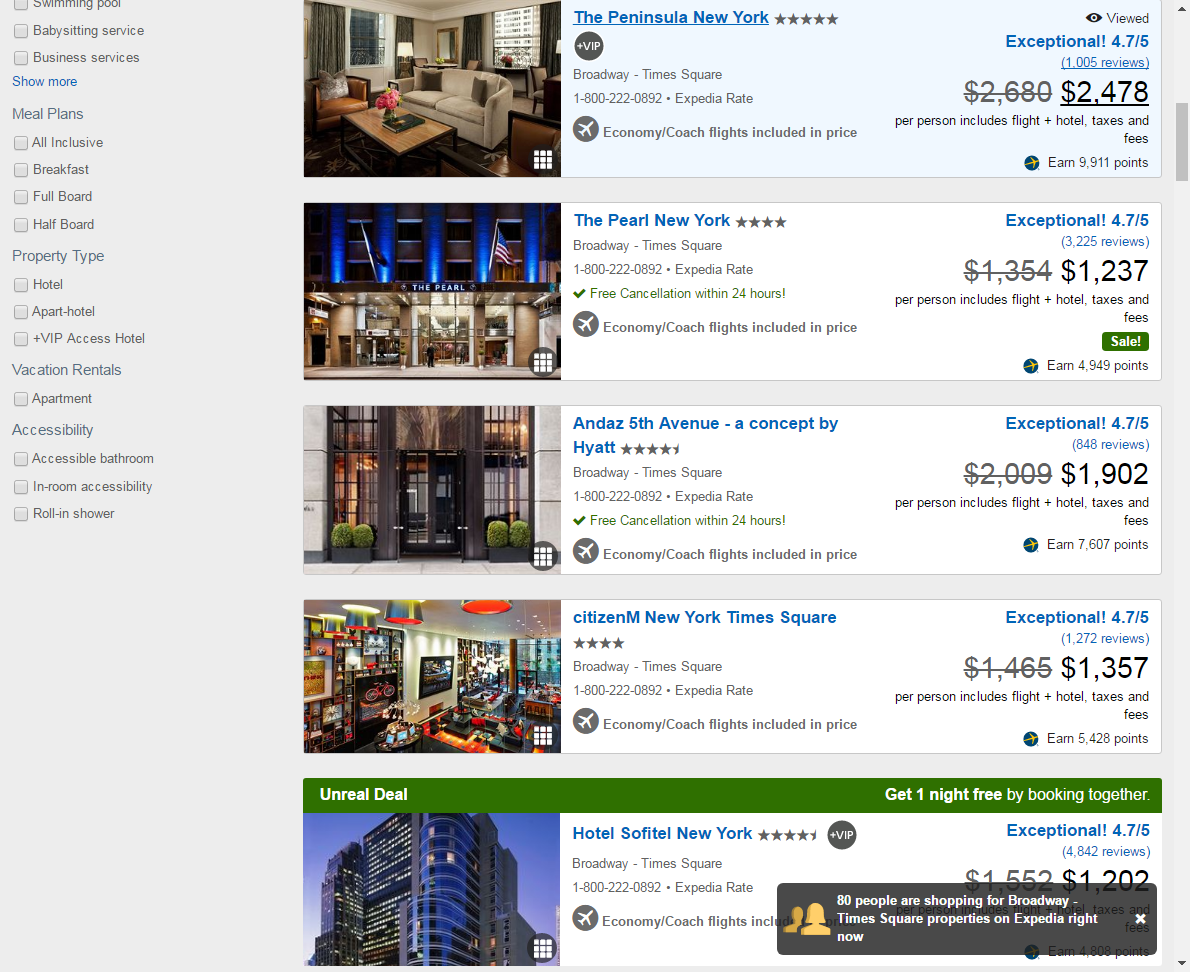 Swimming pool
Babysitting service
Business services
Show more
Meal Plans
All Inclusive
Breakfast
Full Board
Half Board
Property Type
Hotel
Apart-hotel
+VIP Access Hotel
Vacation Rentals
Apartment
Accessibility
Accessible bathroom
In-room accessibility
Roll-in shower
The Peninsula New York
+VIP
Broadway - Times Square
1-800-222-0892 • Expedia Rate
Economy/Coach flights included in price
Viewed
Exceptional! 4.7/5
(1,005 reviews)
$2,680 $2,478
per person includes flight + hotel, taxes and
fees
Earn 9,911 points
THE PEARL
The Pearl New York
Broadway - Times Square
1-800-222-0892 • Expedia Rate
Free Cancellation within 24 hours!
Economy/Coach flights included in price
Exceptional! 4.7/5
(3,225 reviews)
$1,354 $1,237
per person includes flight + hotel, taxes and
fees
Sale!
Earn 4,949 points
Andaz 5th Avenue - a concept by
Hyatt
Broadway - Times Square
1-800-222-0892 • Expedia Rate
Free Cancellation within 24 hours!
Economy/Coach flights included in price
Exceptional! 4.7/5
(848 reviews)
$2,009 $1,902
per person includes flight + hotel, taxes and
fees
Earn 7,607 points
citizenM New York Times Square
Broadway - Times Square
1-800-222-0892 • Expedia Rate
Economy/Coach flights included in price
Exceptional! 4.7/5
(1,272 reviews)
$1,465 $1,357
per person includes flight + hotel, taxes and
fees
Earn 5,428 points
Unreal Deal
Get 1 night free by booking together.
Hotel Sofitel New York +VIP
Broadway - Times Square
1-800-222-0892 • Expedia Rate
Economy/Coach flights included in price
Exceptional! 4.7/5
(4,842 reviews)
$1,552 $1,202
per person includes flight + hotel, taxes and
fees
Earn 4,808 points
80 people are shopping for Broadway -
Times Square properties on Expedia right
now